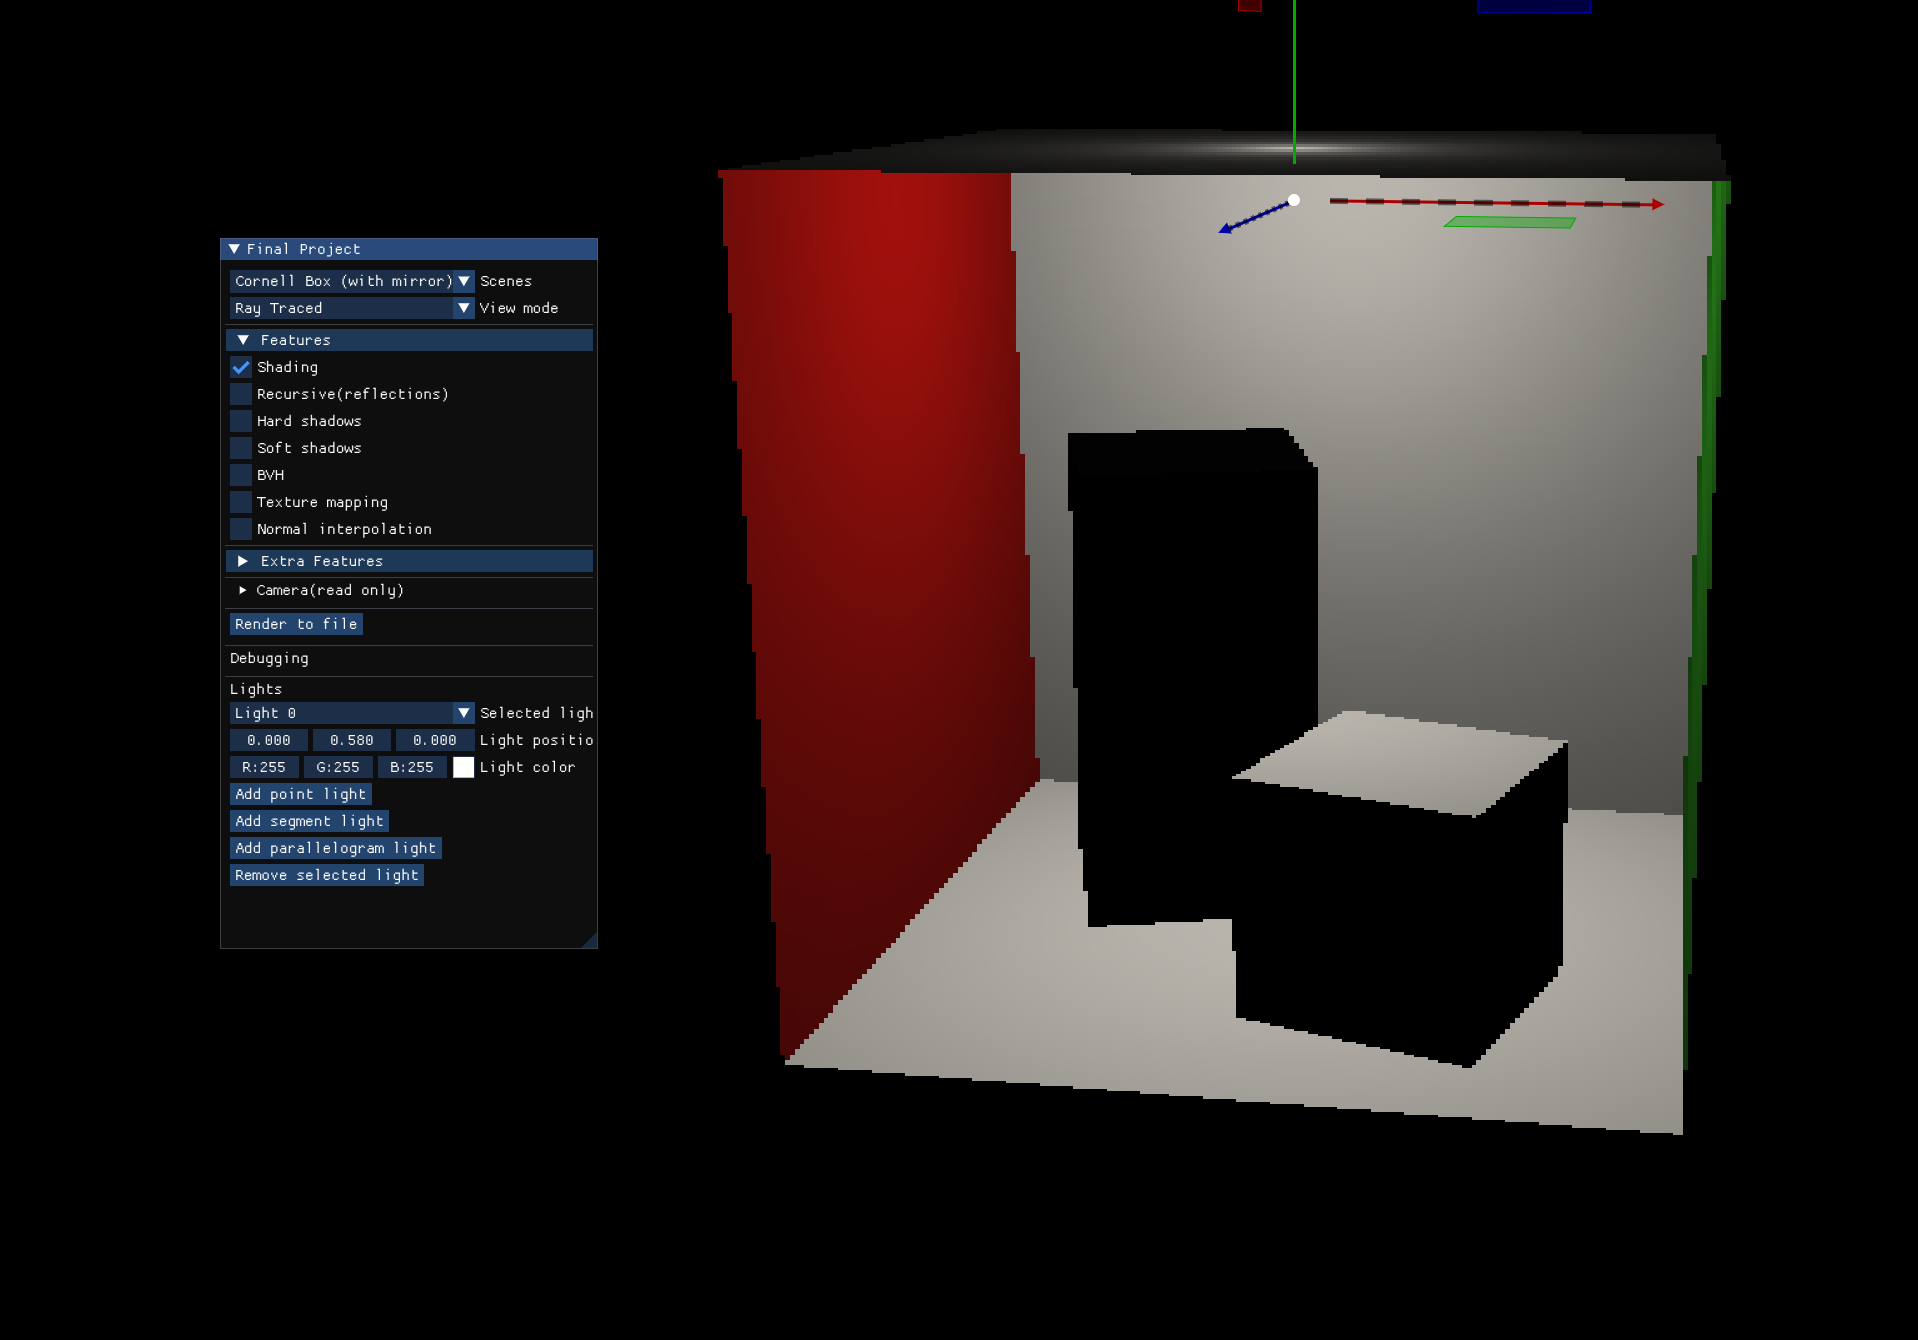 Final Project
Cornell Box (with mirror) Scenes
Ray Traced View mode
Features
Shading
Recursive(reflections)
Hard shadows
Soft shadows
BVH
Texture mapping
Normal interpolation
Extra Features
Camera(read only)
Render to file
Debugging
Lights
Light 0 Selected ligh
0.000 0.580 0.000 Light positio
R:255 G:255 B:255 Light color
Add point light
Add segment light
Add parallelogram light
Remove selected light